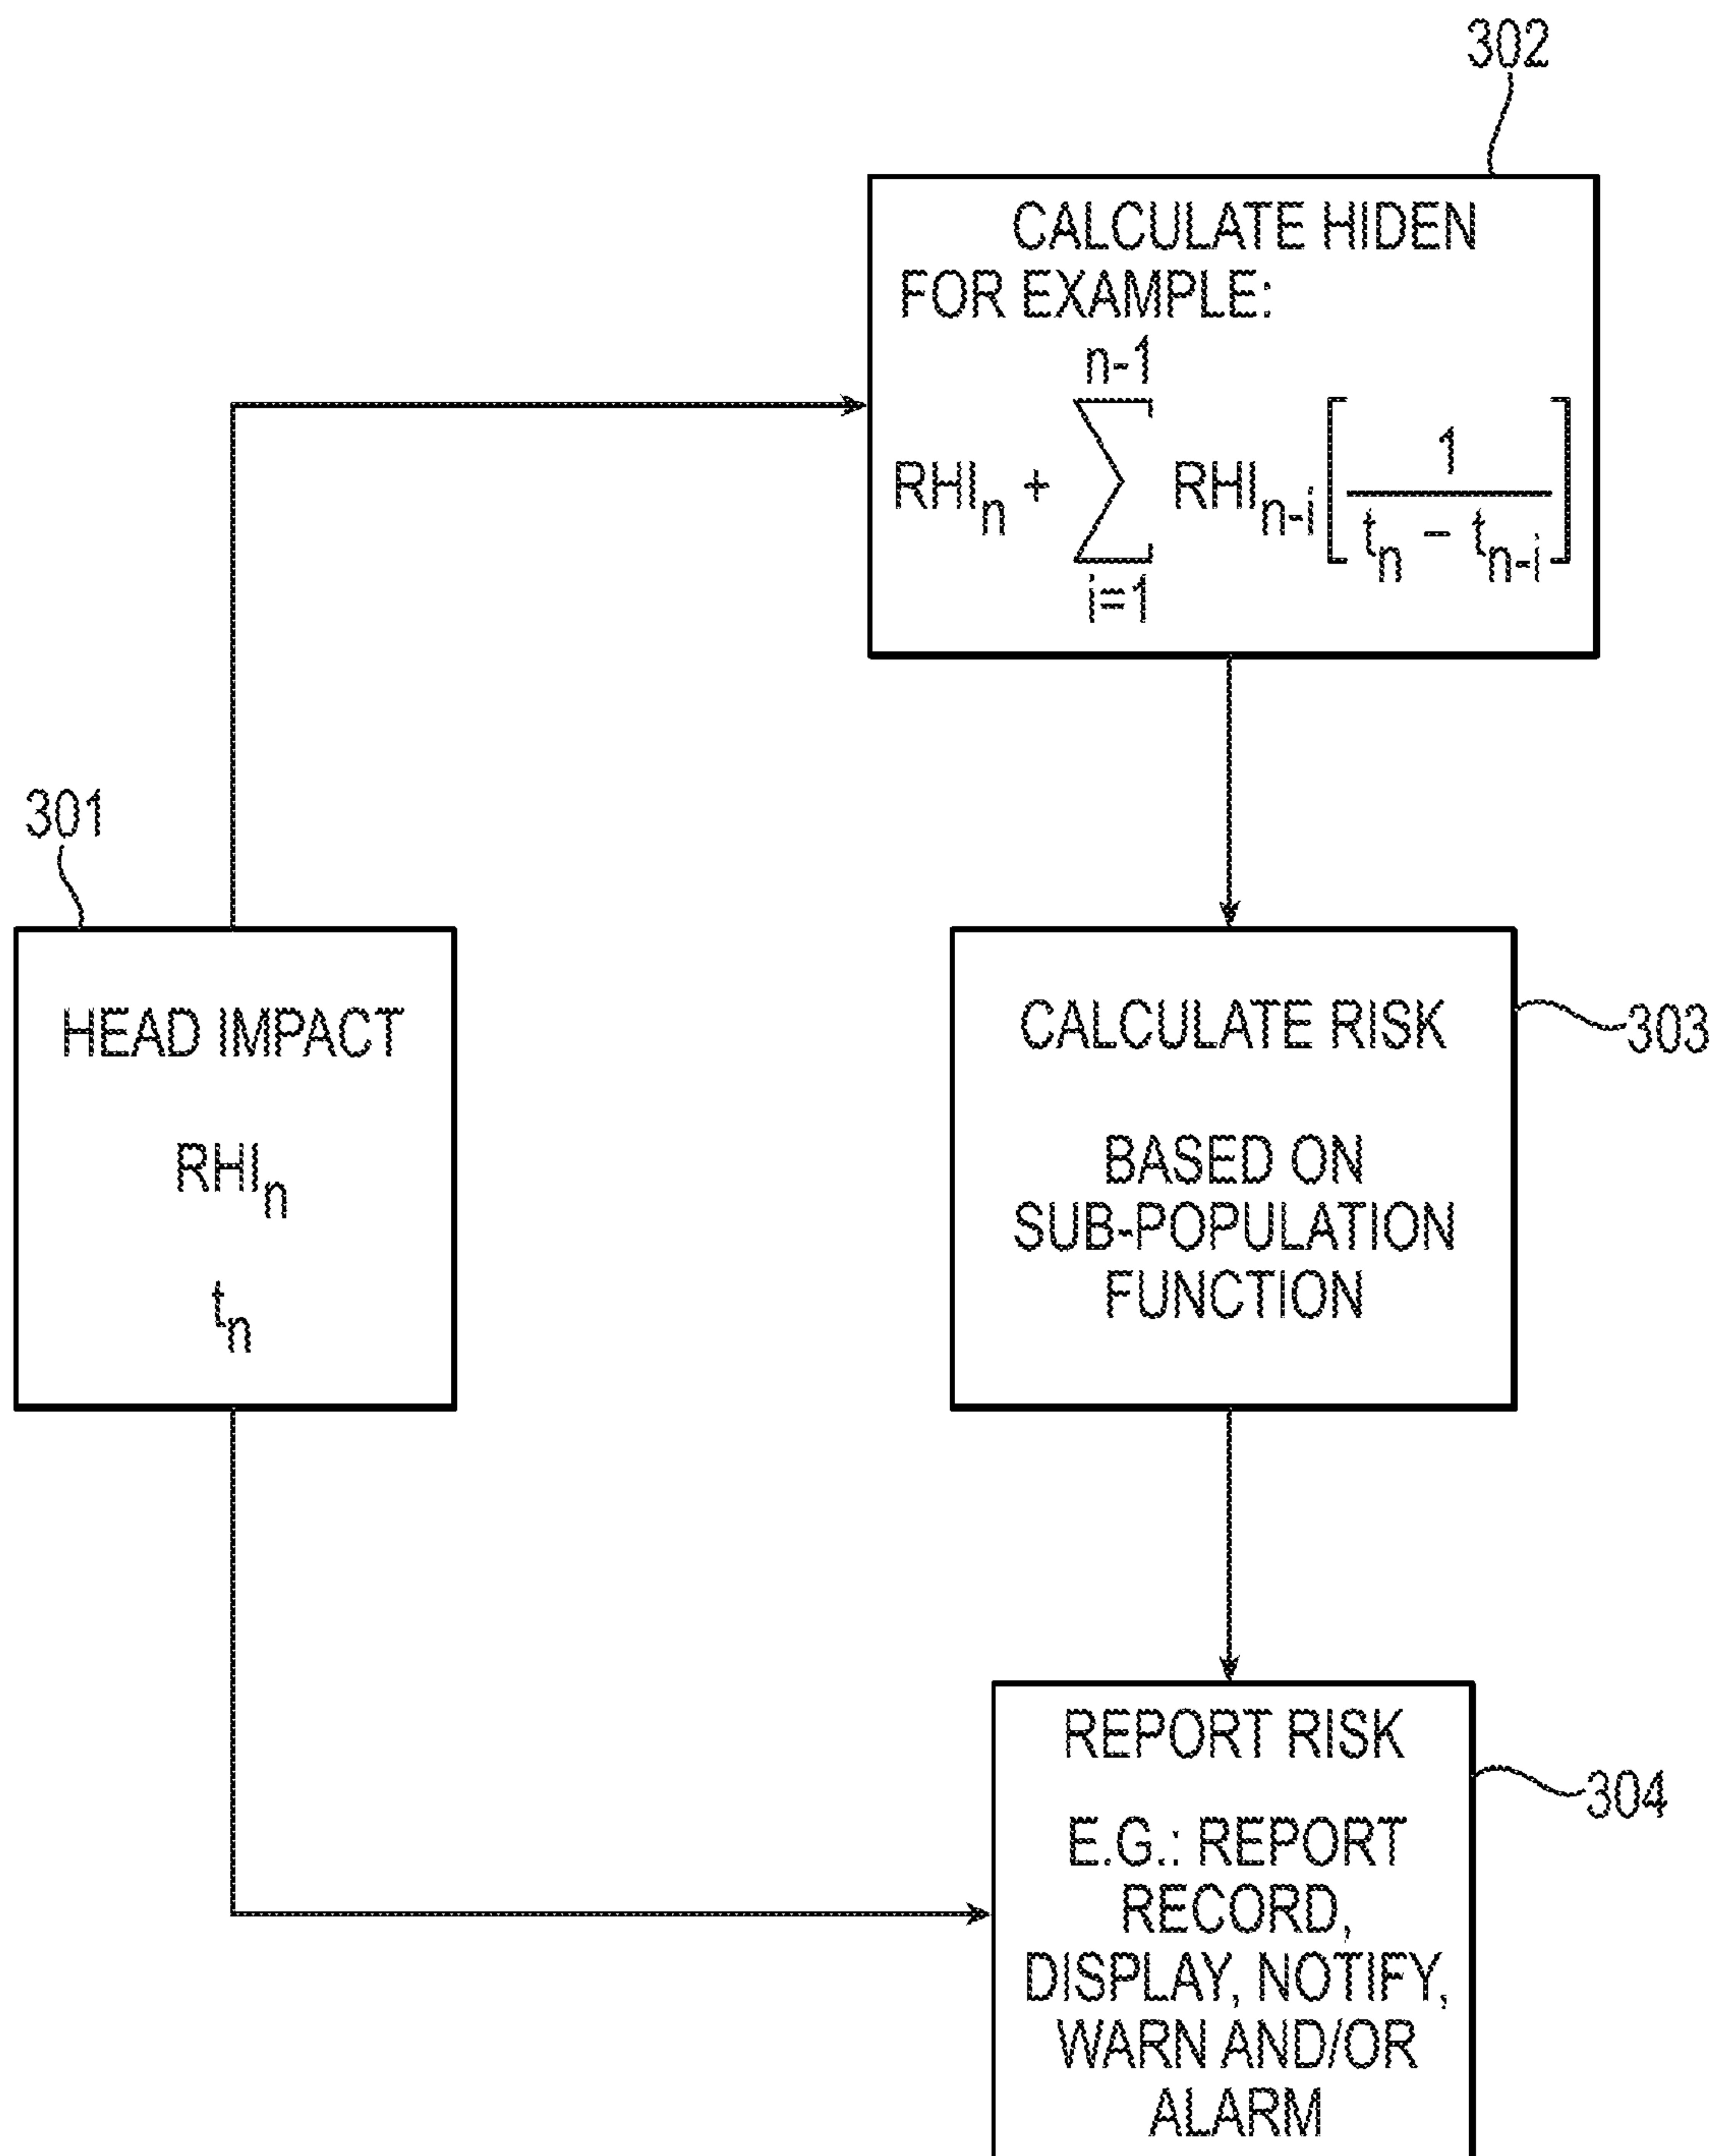 302
CALCULATE HIDEN
FOR EXAMPLE:
n-1
RHIn + ∑ RHIn-i [1 / tn – tn-i]
i=1
301
HEAD IMPACT
RHIn
tn
CALCULATE RISK
303
BASED ON
SUB-POPULATION
FUNCTION
REPORT RISK
304
E.G.: REPORT
RECORD,
DISPLAY, NOTIFY,
WARN AND/OR
ALARM